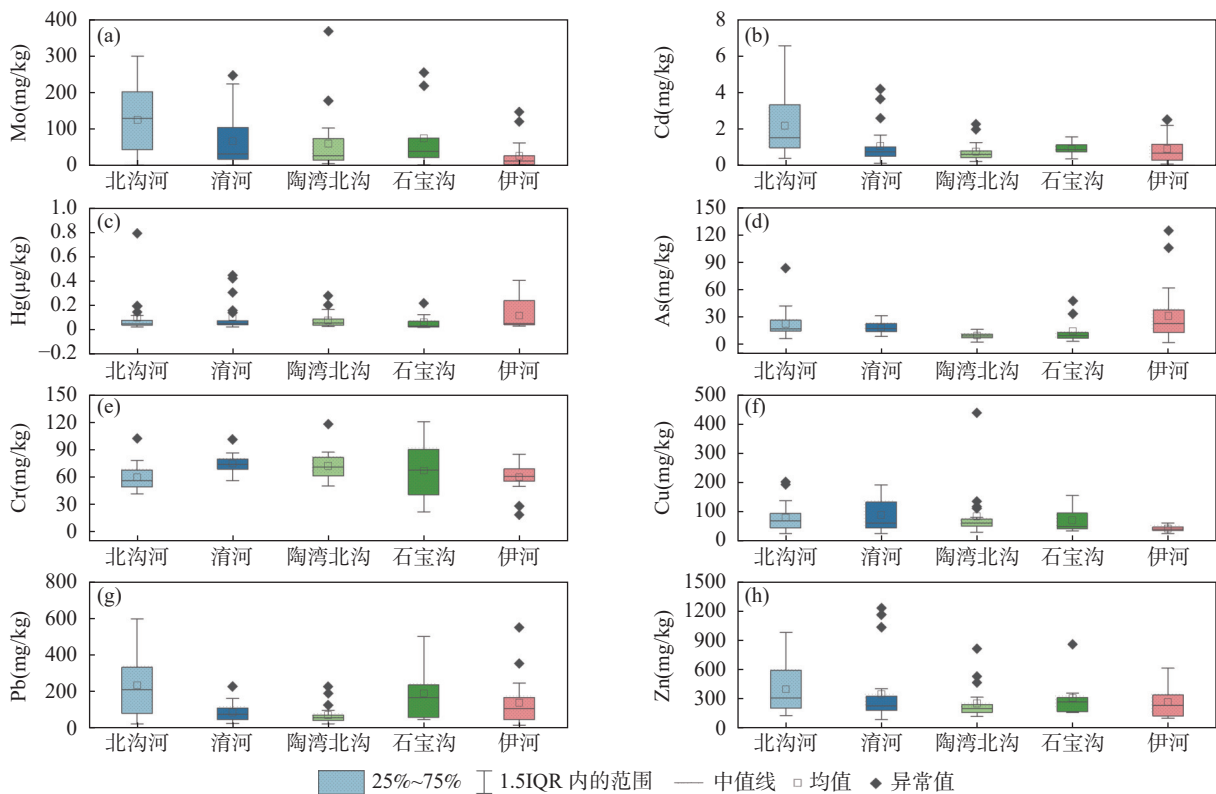 (a)
Mo(mg/kg)
400
300
200
100
0
北沟河 淯河 陶湾北沟 石宝沟 伊河
(b)
Cd(mg/kg)
8
6
4
2
0
北沟河 淯河 陶湾北沟 石宝沟 伊河
(c)
Hg(μg/kg)
1.0
0.8
0.6
0.4
0.2
0
−0.2
北沟河 淯河 陶湾北沟 石宝沟 伊河
(d)
As(mg/kg)
150
120
90
60
30
0
北沟河 淯河 陶湾北沟 石宝沟 伊河
(e)
Cr(mg/kg)
150
120
90
60
30
0
北沟河 淯河 陶湾北沟 石宝沟 伊河
(f)
Cu(mg/kg)
500
400
300
200
100
0
北沟河 淯河 陶湾北沟 石宝沟 伊河
(g)
Pb(mg/kg)
800
600
400
200
0
北沟河 淯河 陶湾北沟 石宝沟 伊河
(h)
Zn(mg/kg)
1500
1200
900
600
300
0
北沟河 淯河 陶湾北沟 石宝沟 伊河
25%~75% 1.5IQR 内的范围 中值线 均值 异常值